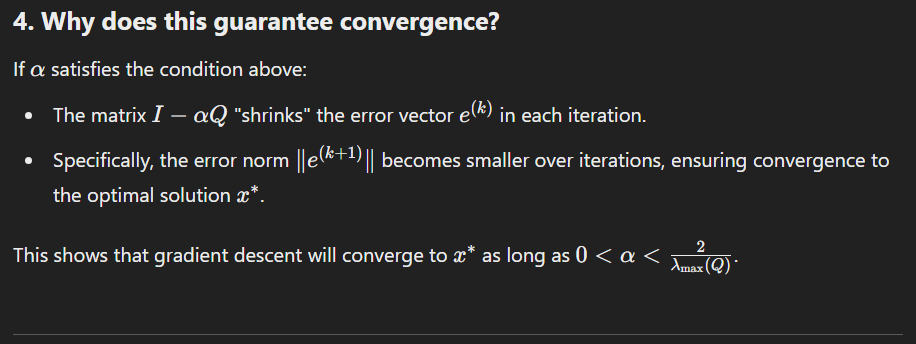 4. Why does this guarantee convergence?
If α satisfies the condition above:
• The matrix I − αQ "shrinks" the error vector e^(k) in each iteration.
• Specifically, the error norm ||e^(k+1)|| becomes smaller over iterations, ensuring convergence to
the optimal solution x*.
This shows that gradient descent will converge to x* as long as 0 < α < 2/λmax(Q).